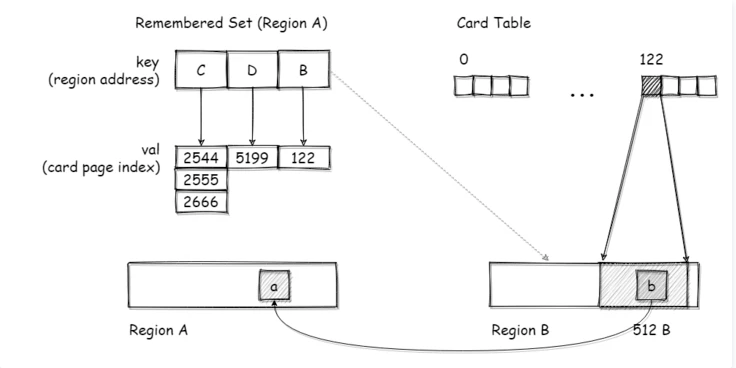 Remembered Set (Region A)
Card Table
key
(region address)
C D B
0
122
...
val
(card page index)
2544 5199 122
2555
2666
a
b
Region A
Region B
512 B